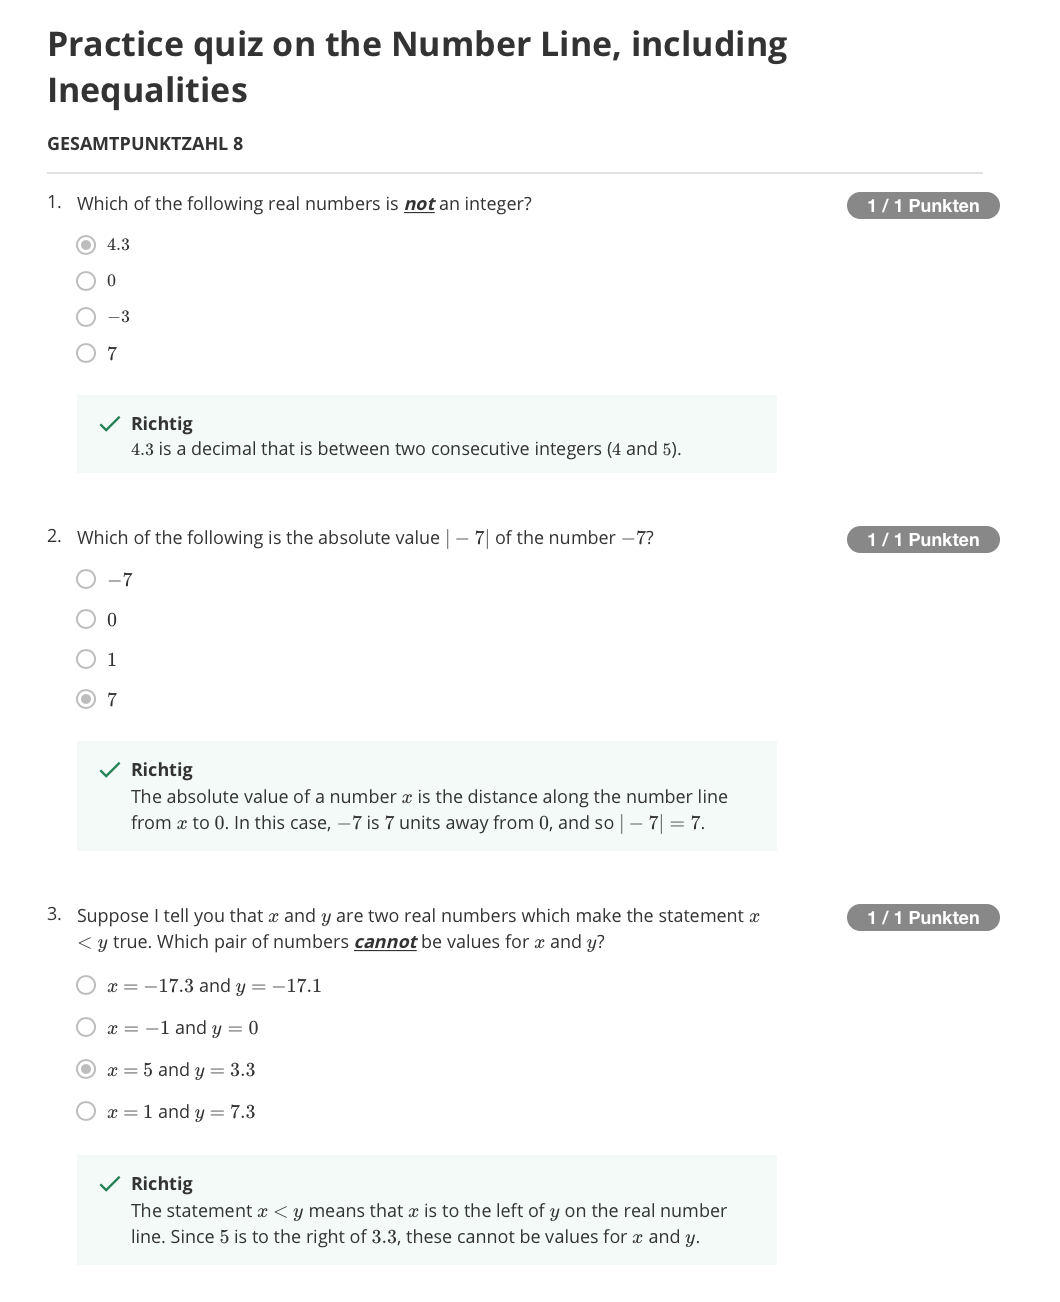 Practice quiz on the Number Line, including
Inequalities
GESAMTPUNKTZAHL 8
1. Which of the following real numbers is not an integer?
1 / 1 Punkten
4.3
0
−3
7
Richtig
4.3 is a decimal that is between two consecutive integers (4 and 5).
2. Which of the following is the absolute value | − 7| of the number −7?
1 / 1 Punkten
−7
0
1
7
Richtig
The absolute value of a number x is the distance along the number line
from x to 0. In this case, −7 is 7 units away from 0, and so | − 7| = 7.
3. Suppose I tell you that x and y are two real numbers which make the statement x
< y true. Which pair of numbers cannot be values for x and y?
1 / 1 Punkten
x = −17.3 and y = −17.1
x = −1 and y = 0
x = 5 and y = 3.3
x = 1 and y = 7.3
Richtig
The statement x < y means that x is to the left of y on the real number
line. Since 5 is to the right of 3.3, these cannot be values for x and y.